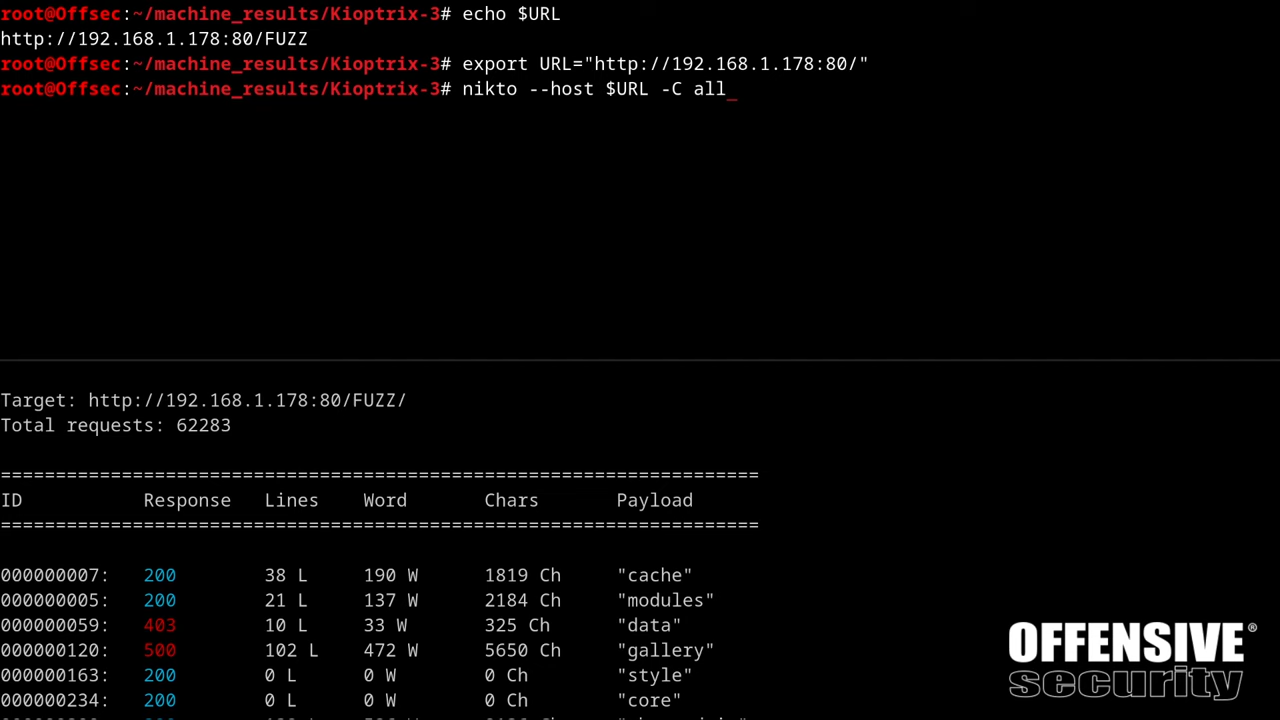 root@Offsec:~/machine_results/Kioptrix-3# echo $URL
http://192.168.1.178:80/FUZZ
root@Offsec:~/machine_results/Kioptrix-3# export URL="http://192.168.1.178:80/"
root@Offsec:~/machine_results/Kioptrix-3# nikto --host $URL -C all_
Target: http://192.168.1.178:80/FUZZ/
Total requests: 62283
=====================================================================
ID Response Lines Word Chars Payload
=====================================================================
000000007: 200 38 L 190 W 1819 Ch "cache"
000000005: 200 21 L 137 W 2184 Ch "modules"
000000059: 403 10 L 33 W 325 Ch "data"
000000120: 500 102 L 472 W 5650 Ch "gallery"
000000163: 200 0 L 0 W 0 Ch "style"
000000234: 200 0 L 0 W 0 Ch "core"
OFFENSIVE®
security